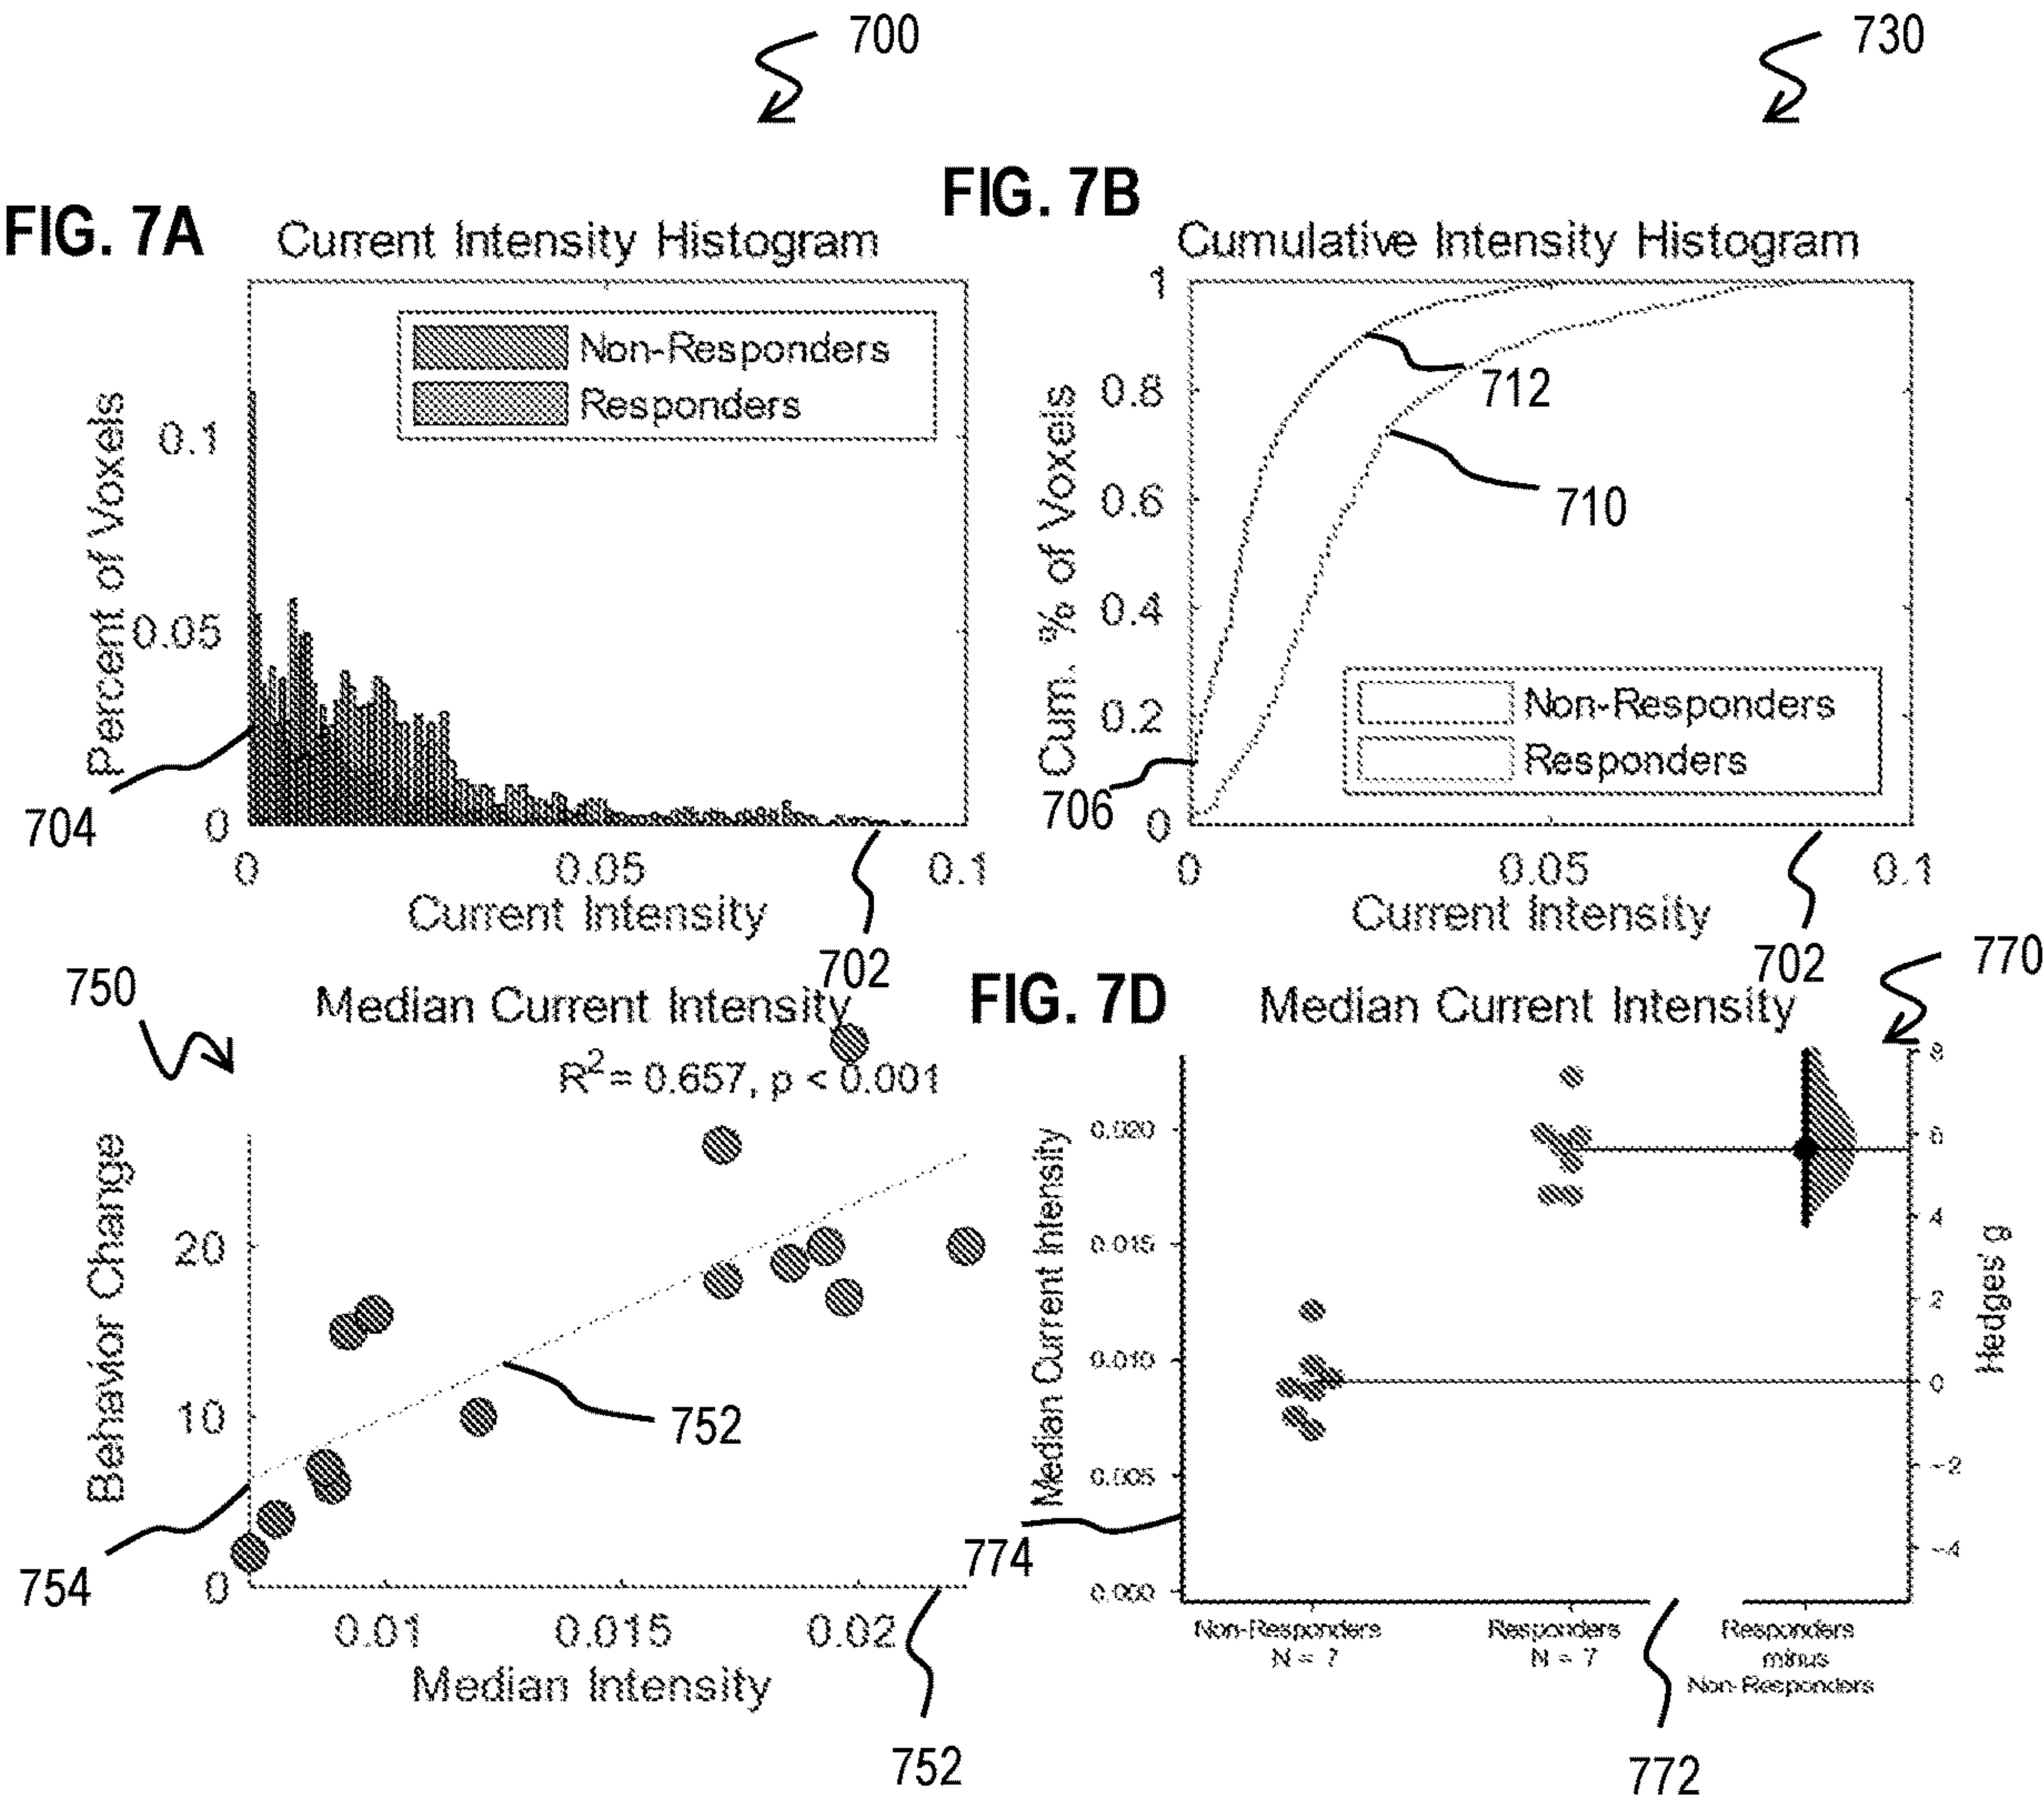 700
730
FIG. 7A
Current Intensity Histogram
Non-Responders
Responders
Percent of Voxels
0.1
0.05
0
704
0
0.05
0.1
Current Intensity
702
FIG. 7B
Cumulative Intensity Histogram
1
0.8
0.6
0.4
0.2
0
Cum. % of Voxels
712
710
Non-Responders
Responders
706
0
0.05
0.1
Current Intensity
702
750
Median Current Intensity
R2= 0.657, p < 0.001
Behavior Change
20
10
0
752
754
0.01
0.015
0.02
Median Intensity
752
FIG. 7D
770
Median Current Intensity
Median Current Intensity
0.020
0.015
0.010
0.005
0.000
774
8
6
4
2
0
-2
-4
Hedges' g
Non-Responders
N = 7
Responders
N = 7
Responders
minus
Non-Responders
772